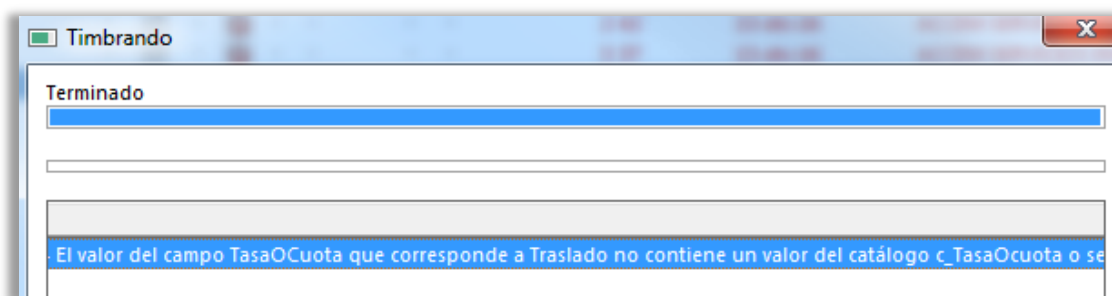 Timbrando
Terminado
El valor del campo TasaOCuota que corresponde a Traslado no contiene un valor del catálogo c_TasaOcuota o se